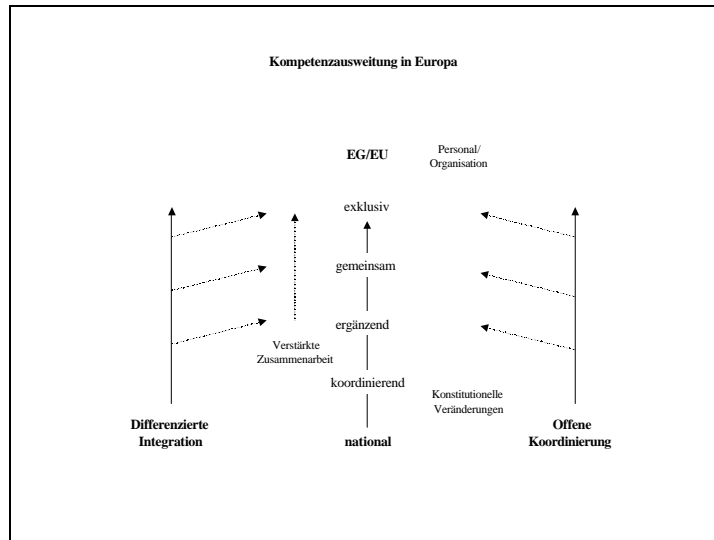 Kompetenzausweitung in Europa
EG/EU
Personal/
Organisation
exklusiv
gemeinsam
ergänzend
Verstärkte
Zusammenarbeit
koordinierend
Konstitutionelle
Veränderungen
Differenzierte
Integration
national
Offene
Koordinierung